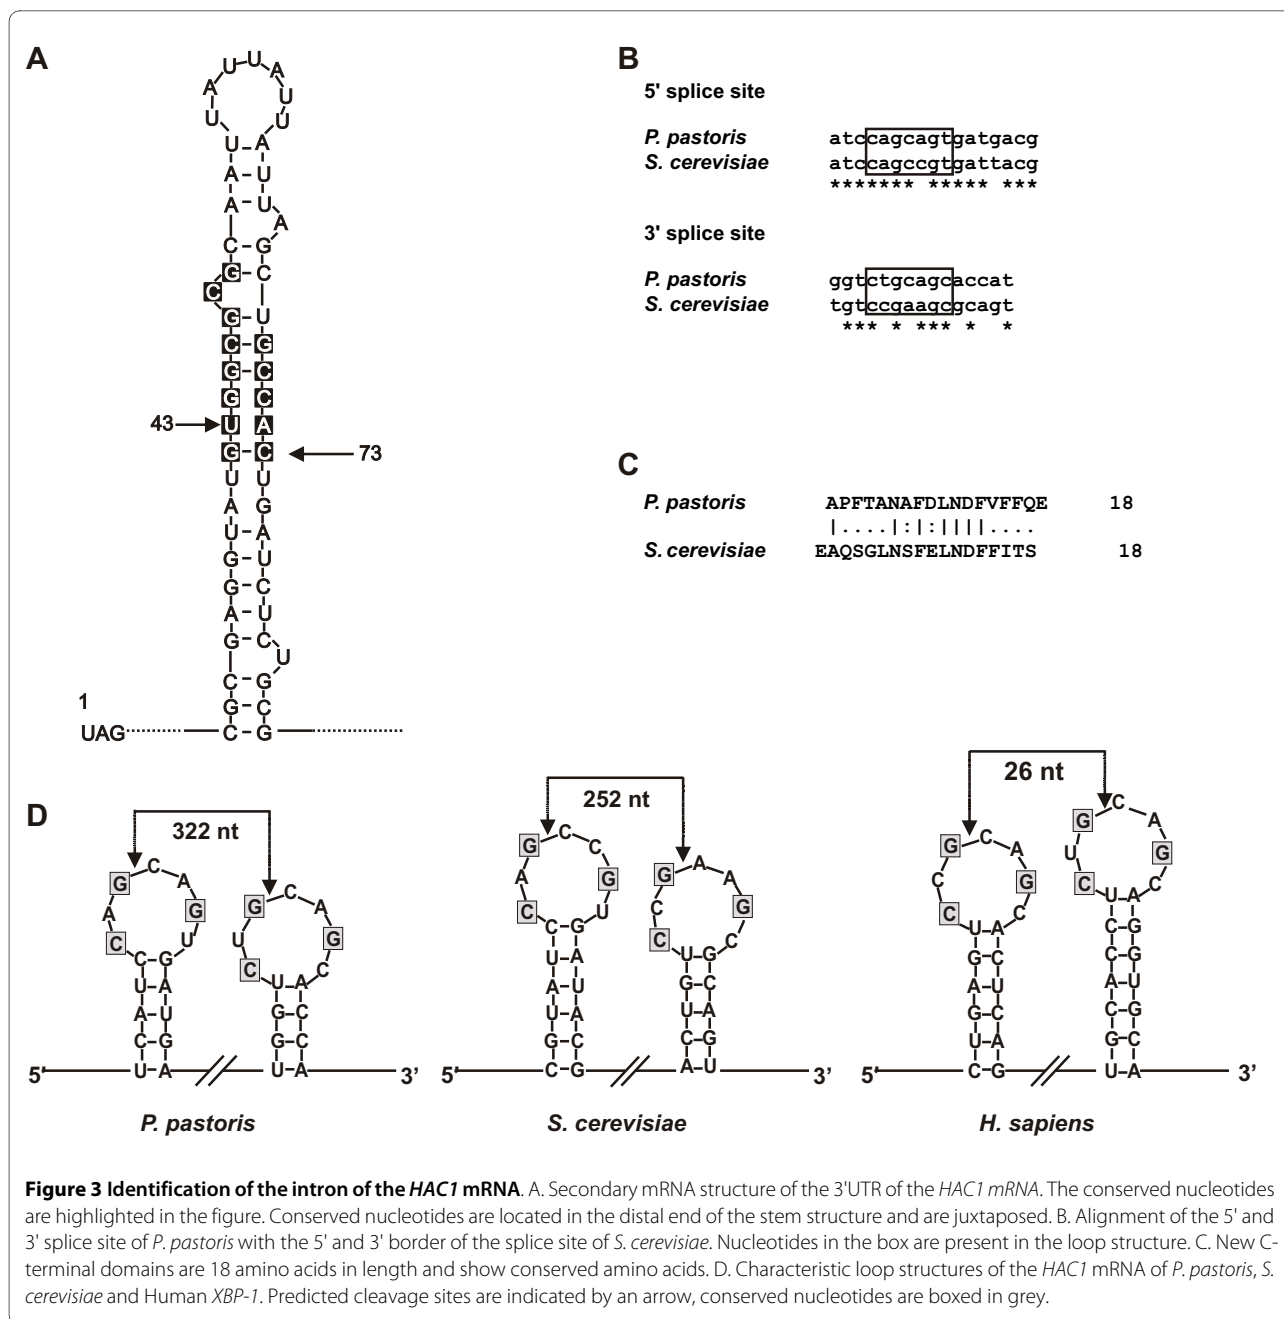 A
B
5' splice site
P. pastoris atccagcagtgatgacg
S. cerevisiae atccagccgtgattacg
******* ***** ***
3' splice site
P. pastoris ggtctgcagcaccat
S. cerevisiae tgtccgaagcgcagt
*** * *** * *
C
P. pastoris APFTANAFDLNDFVFFQE 18
|....|:|:||||....
S. cerevisiae EAQSGLNSFELNDFFITS 18
U U
U A
A U
U U
U-A
A-U
A-U
A
C-G
G-C
C
G-U
C-G
G-C
G-C
43 U-A
G-C 73
U-U
A-G
U-A
G-U
G-C
A-U
G-C
U
C-G
G-C
1
UAG C-G
D
322 nt
G C A G U
A C
C-G
U-A
A-U
C-G
5' U-A
G C A G C
U C
U-A
G-C
G-C
U-A 3'
P. pastoris
252 nt
G C C G U
A C
C-G
U-A
A-U
U-A
G-C
5' C-G
G A A G C
C C
U-G
G-C
U-A
C-G
A-U 3'
S. cerevisiae
26 nt
G C A G C
C C
U-A
G-C
A-U
G-C
U-A
5' C-G
G C A G C
U C
U-A
C-G
C-G
A-U
C-G
G-C
U-A 3'
H. sapiens
Figure 3 Identification of the intron of the HAC1 mRNA. A. Secondary mRNA structure of the 3'UTR of the HAC1 mRNA. The conserved nucleotides
are highlighted in the figure. Conserved nucleotides are located in the distal end of the stem structure and are juxtaposed. B. Alignment of the 5' and
3' splice site of P. pastoris with the 5' and 3' border of the splice site of S. cerevisiae. Nucleotides in the box are present in the loop structure. C. New C-
terminal domains are 18 amino acids in length and show conserved amino acids. D. Characteristic loop structures of the HAC1 mRNA of P. pastoris, S.
cerevisiae and Human XBP-1. Predicted cleavage sites are indicated by an arrow, conserved nucleotides are boxed in grey.